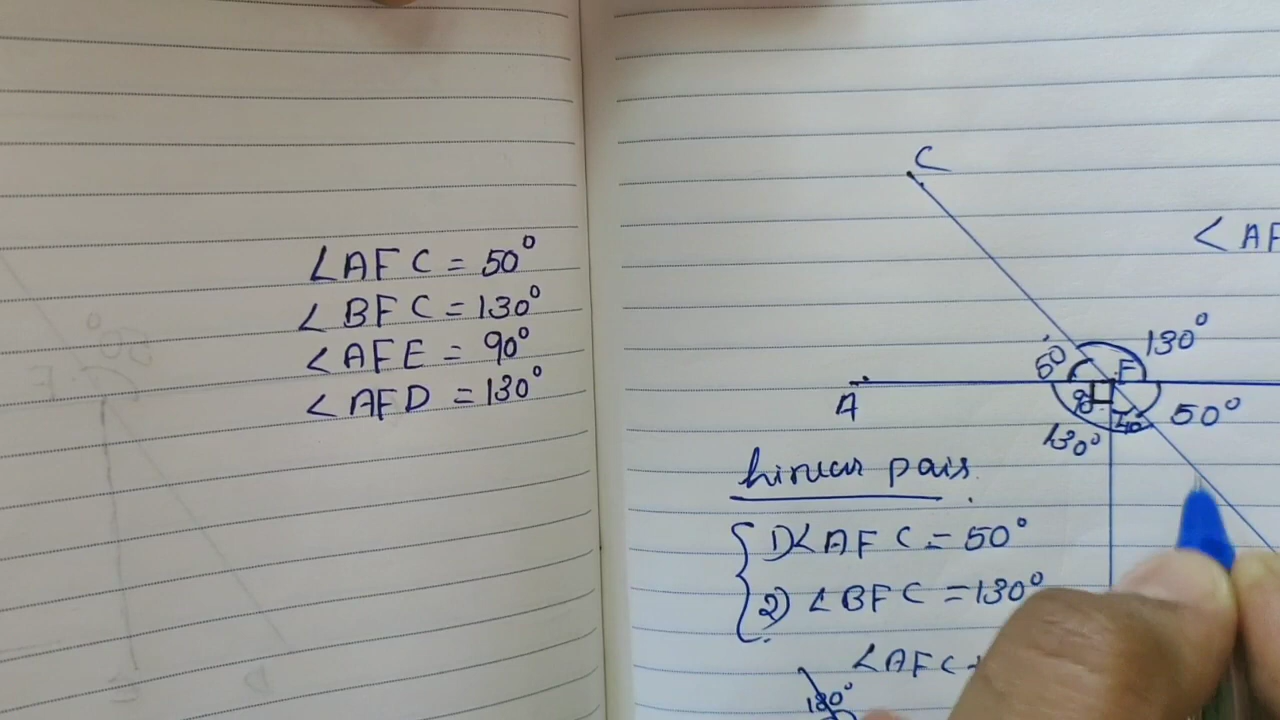 ∠AFC = 50°
∠BFC = 130°
∠AFE = 90°
∠AFD = 130°
C
∠AF
50
130°
F
A
90
40
50°
130°
Linear pair.
1) ∠AFC = 50°
2) ∠BFC = 130°
∠AFC +
180°